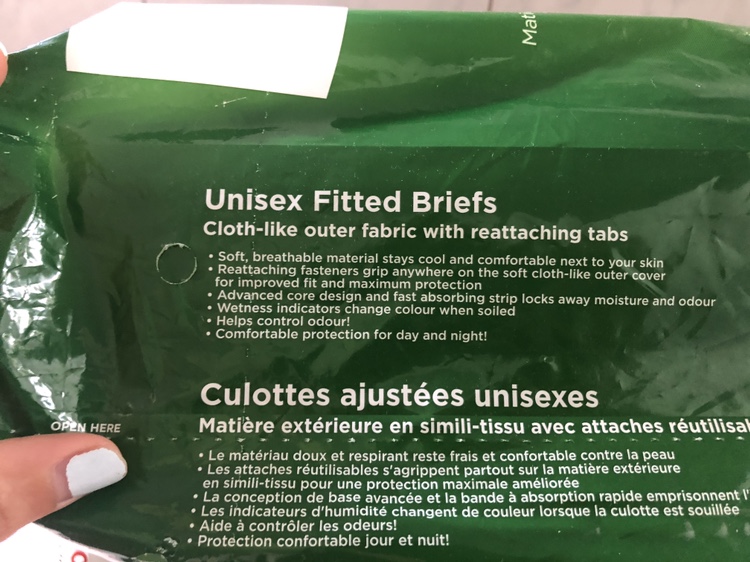 Mati
Unisex Fitted Briefs
Cloth-like outer fabric with reattaching tabs
• Soft, breathable material stays cool and comfortable next to your skin
• Reattaching fasteners grip anywhere on the soft cloth-like outer cover
for improved fit and maximum protection
• Advanced core design and fast absorbing strip locks away moisture and odour
• Wetness indicators change colour when soiled
• Helps control odour!
• Comfortable protection for day and night!
Culottes ajustées unisexes
OPEN HERE
Matière extérieure en simili-tissu avec attaches réutilisa
• Le matériau doux et respirant reste frais et confortable contre la peau
• Les attaches réutilisables s'agrippent partout sur la matière extérieure
en simili-tissu pour une protection maximale améliorée
• La conception de base avancée et la bande à absorption rapide emprisonnent l'
• Les indicateurs d'humidité changent de couleur lorsque la culotte est souillée
• Aide à contrôler les odeurs!
• Protection confortable jour et nuit!